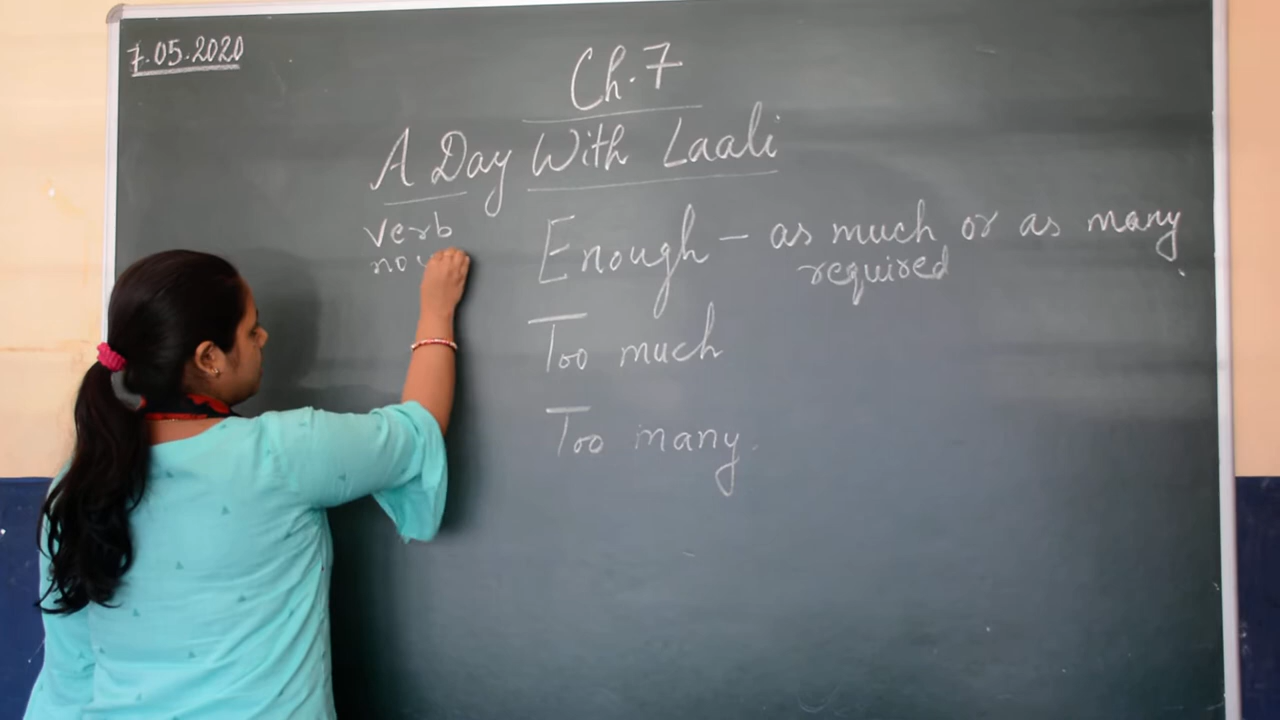 7.05.2020
Ch.7
A Day With Laali
verb
Enough – as much or as many
required.
Too much
Too many.